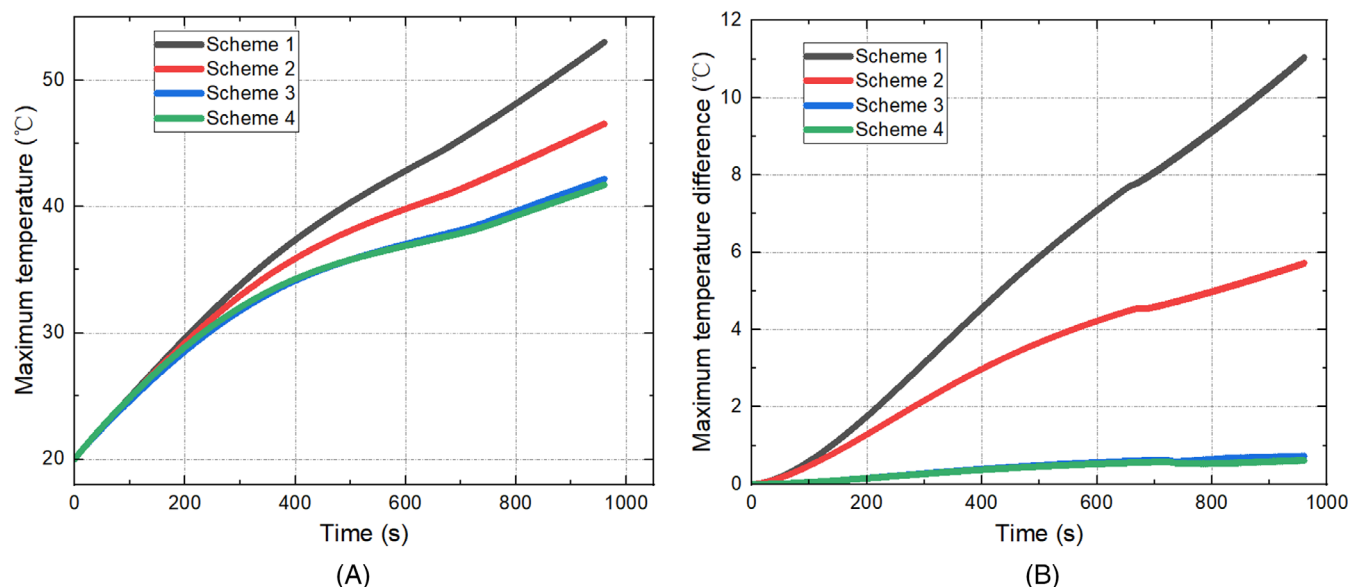 Maximum temperature (℃)
50
40
30
20
0
200
400
600
800
1000
Scheme 1
Scheme 2
Scheme 3
Scheme 4
Time (s)
(A)
Maximum temperature difference (℃)
12
10
8
6
4
2
0
0
200
400
600
800
1000
Scheme 1
Scheme 2
Scheme 3
Scheme 4
Time (s)
(B)